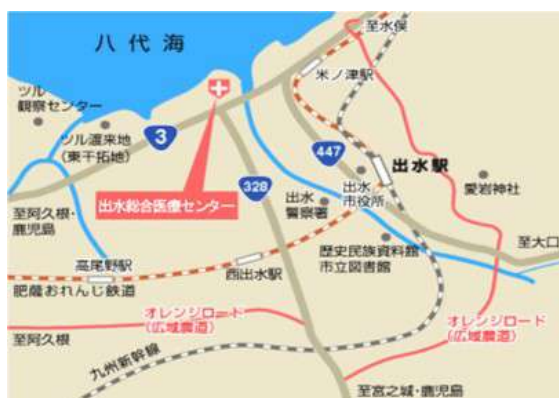 八代海
至水俣
米ノ津駅
ツル
観察センター
ツル渡来地
(東干拓地)
3
447
出水駅
出水総合医療センター
328
出水
市役所
出水
警察署
愛岩神社
至阿久根・
鹿児島
歴史民族資料館
市立図書館
至大口
高尾野駅
西出水駅
肥薩おれんじ鉄道
オレンジロード
(広域農道)
オレンジロード
(広域農道)
至阿久根
九州新幹線
至宮之城・鹿児島